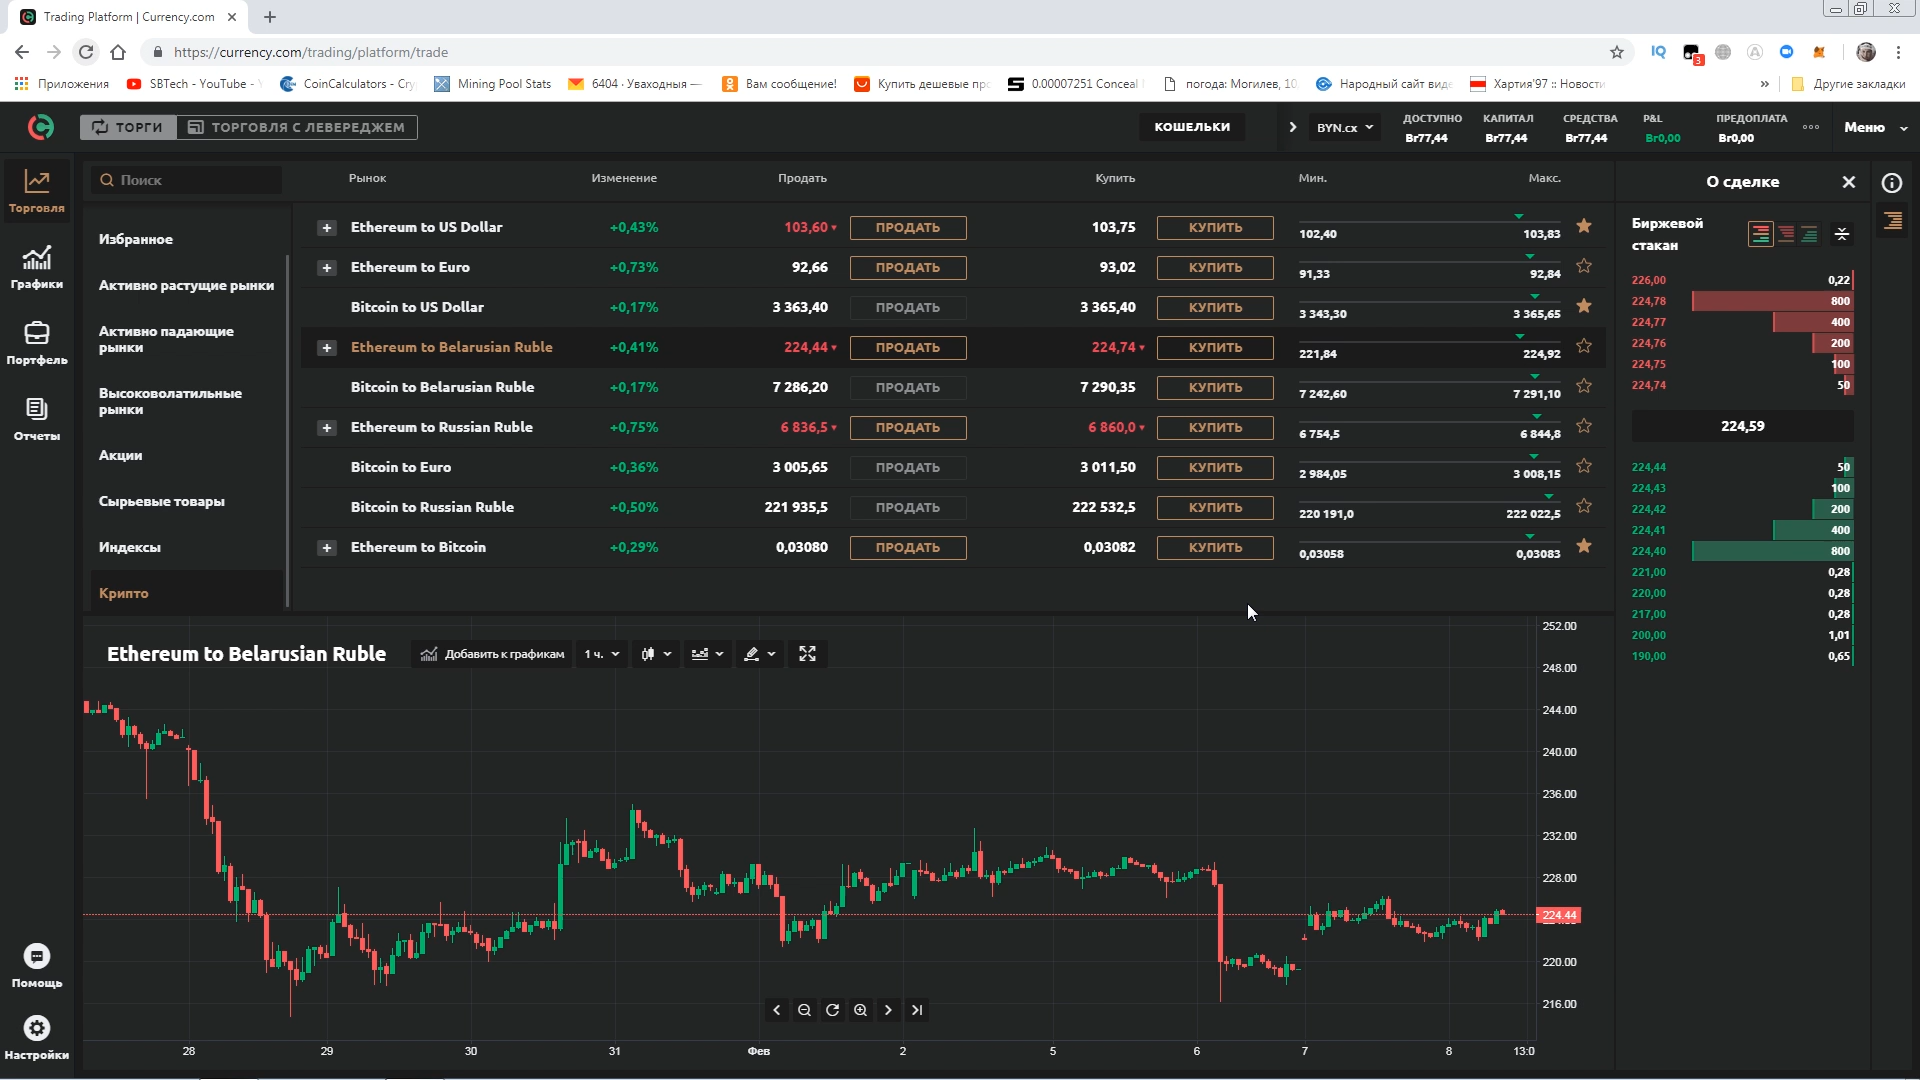 Trading Platform | Currency.com
https://currency.com/trading/platform/trade
3
Приложения
SBTech - YouTube -
CoinCalculators - Cry
Mining Pool Stats
6404 · Уваходныя —
Вам сообщение!
Купить дешевые пр
0.00007251 Conceal
погода: Могилев, 10
Народный сайт виде
Хартия'97 :: Новости
»
Другие закладки
ТОРГИ
ТОРГОВЛЯ С ЛЕВЕРЕДЖЕМ
КОШЕЛЬКИ
BYN.cx
ДОСТУПНО
Br77,44
КАПИТАЛ
Br77,44
СРЕДСТВА
Br77,44
P&L
Br0,00
ПРЕДОПЛАТА
Br0,00
Меню
Торговля
Графики
Портфель
Отчеты
Помощь
Настройки
Поиск
Избранное
Активно растущие рынки
Активно падающие
рынки
Высоковолатильные
рынки
Акции
Сырьевые товары
Индексы
Крипто
Рынок Изменение Продать Купить Мин. Макс.
Ethereum to US Dollar +0,43% 103,60 ПРОДАТЬ 103,75 КУПИТЬ 102,40 103,83
Ethereum to Euro +0,73% 92,66 ПРОДАТЬ 93,02 КУПИТЬ 91,33 92,84
Bitcoin to US Dollar +0,17% 3 363,40 ПРОДАТЬ 3 365,40 КУПИТЬ 3 343,30 3 365,65
Ethereum to Belarusian Ruble +0,41% 224,44 ПРОДАТЬ 224,74 КУПИТЬ 221,84 224,92
Bitcoin to Belarusian Ruble +0,17% 7 286,20 ПРОДАТЬ 7 290,35 КУПИТЬ 7 242,60 7 291,10
Ethereum to Russian Ruble +0,75% 6 836,5 ПРОДАТЬ 6 860,0 КУПИТЬ 6 754,5 6 844,8
Bitcoin to Euro +0,36% 3 005,65 ПРОДАТЬ 3 011,50 КУПИТЬ 2 984,05 3 008,15
Bitcoin to Russian Ruble +0,50% 221 935,5 ПРОДАТЬ 222 532,5 КУПИТЬ 220 191,0 222 022,5
Ethereum to Bitcoin +0,29% 0,03080 ПРОДАТЬ 0,03082 КУПИТЬ 0,03058 0,03083
Ethereum to Belarusian Ruble
Добавить к графикам
1 ч.
252.00
248.00
244.00
240.00
236.00
232.00
228.00
224.44
220.00
216.00
28 29 30 31 Фев 2 5 6 7 8 13:0
О сделке
Биржевой
стакан
226,00 0,22
224,78 800
224,77 400
224,76 200
224,75 100
224,74 50
224,59
224,44 50
224,43 100
224,42 200
224,41 400
224,40 800
221,00 0,28
220,00 0,28
217,00 0,28
200,00 1,01
190,00 0,65